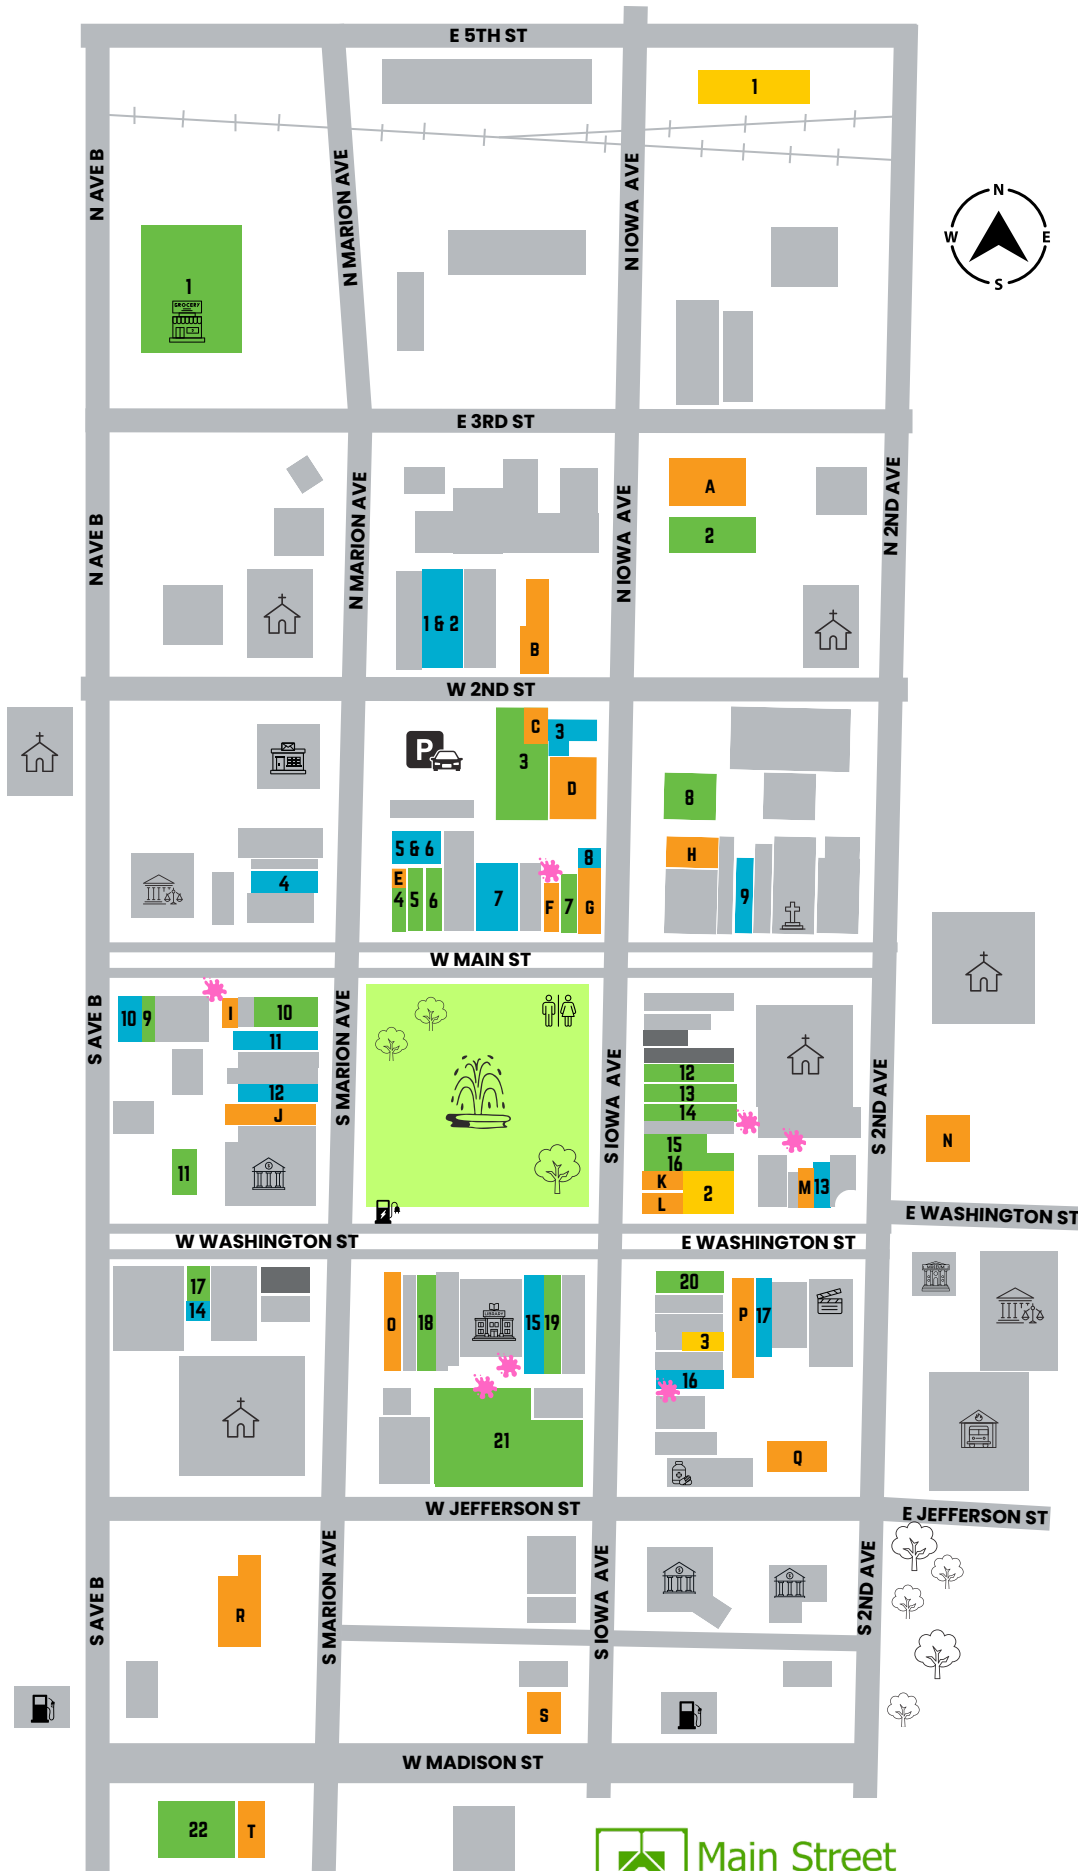 E 5TH ST
1
N AVE B
N MARION AVE
N IOWA AVE
N
W
E
S
1
GROCERY
E 3RD ST
N AVE B
N MARION AVE
N IOWA AVE
N 2ND AVE
A
2
1 & 2
B
W 2ND ST
P
C
3
3
D
8
5 & 6
8
H
4
E
4
5
6
7
F
7
G
9
W MAIN ST
S AVE B
S MARION AVE
S IOWA AVE
S 2ND AVE
10
9
I
10
11
12
J
11
12
13
14
15
16
K
L
2
M
13
N
W WASHINGTON ST
E WASHINGTON ST
E WASHINGTON ST
17
14
O
18
LIBRARY
15
19
20
3
16
P
17
21
Q
W JEFFERSON ST
E JEFFERSON ST
S AVE B
S MARION AVE
S IOWA AVE
S 2ND AVE
R
S
W MADISON ST
22
T
Main Street